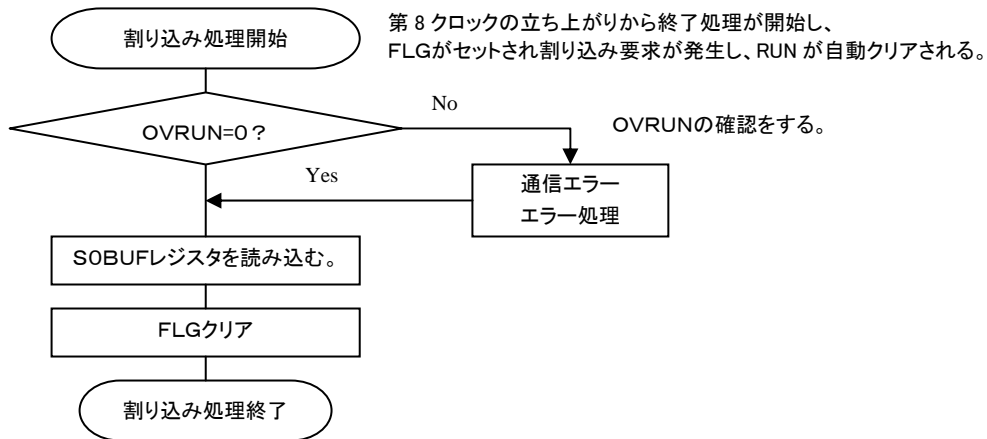 割り込み処理開始
第 8 クロックの立ち上がりから終了処理が開始し、
FLGがセットされ割り込み要求が発生し、RUN が自動クリアされる。
No
OVRUN=0?
OVRUNの確認をする。
Yes
通信エラー
エラー処理
S0BUFレジスタを読み込む。
FLGクリア
割り込み処理終了